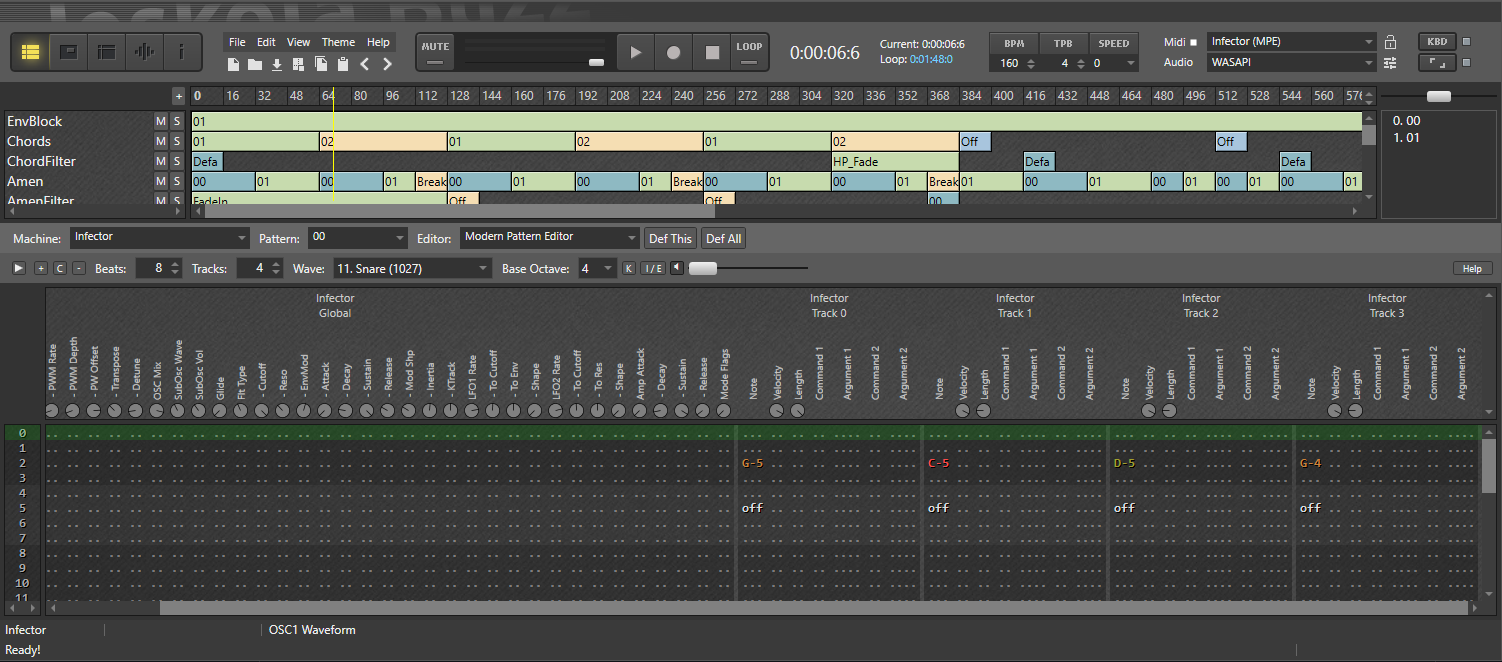 File Edit View Theme Help
MUTE
LOOP
0:00:06:6
Current: 0:00:06:6
Loop: 0:01:48:0
BPM TPB SPEED
160 4 0
Midi Infector (MPE)
Audio WASAPI
KBD
+ 0 16 32 48 64 80 96 112 128 144 160 176 192 208 224 240 256 272 288 304 320 336 352 368 384 400 416 432 448 464 480 496 512 528 544 560 576
EnvBlock M S 01
Chords M S 01 02 01 02 01 02 Off Off
ChordFilter M S Defa HP_Fade Defa Defa
Amen M S 00 01 00 01 Break 00 01 00 01 Break 00 01 00 01 Break 01 00 01 00 01 00 01 00 01
AmenFilter M S FadeIn Off Off 00
0. 00
1. 01
Machine: Infector Pattern: 00 Editor: Modern Pattern Editor Def This Def All
+ C - Beats: 8 Tracks: 4 Wave: 11. Snare (1027) Base Octave: 4 K I / E Help
Infector Infector Infector Infector Infector
Global Track 0 Track 1 Track 2 Track 3
- PWM Rate
- PWM Depth
- PW Offset
- Transpose
- Detune
OSC Mix
SubOsc Wave
SubOsc Vol
Glide
Flt Type
- Cutoff
- Reso
- EnvMod
- Attack
- Decay
- Sustain
- Release
- Mod Shp
- Inertia
- KTrack
LFO1 Rate
- To Cutoff
- To Env
- Shape
LFO2 Rate
- To Cutoff
- To Res
- Shape
Amp Attack
- Decay
- Sustain
- Release
Mode Flags
Note
Velocity
Length
Command 1
Argument 1
Command 2
Argument 2
Note
Velocity
Length
Command 1
Argument 1
Command 2
Argument 2
Note
Velocity
Length
Command 1
Argument 1
Command 2
Argument 2
Note
Velocity
Length
Command 1
Argument 1
Command 2
Argument 2
0
1
2 G-5 C-5 D-5 G-4
3
4
5 off off off off
6
7
8
9
10
11
Infector OSC1 Waveform
Ready!